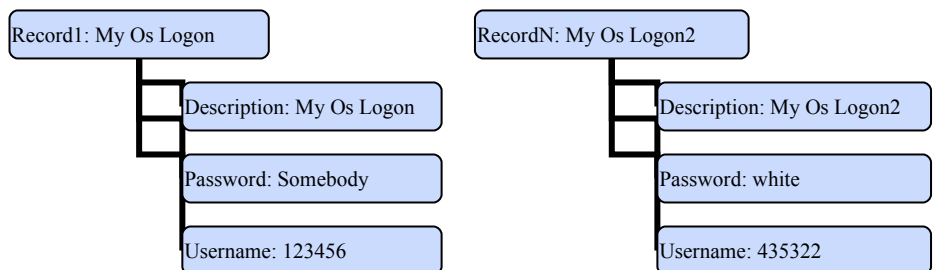 Record1: My Os Logon
Description: My Os Logon
Password: Somebody
Username: 123456
RecordN: My Os Logon2
Description: My Os Logon2
Password: white
Username: 435322